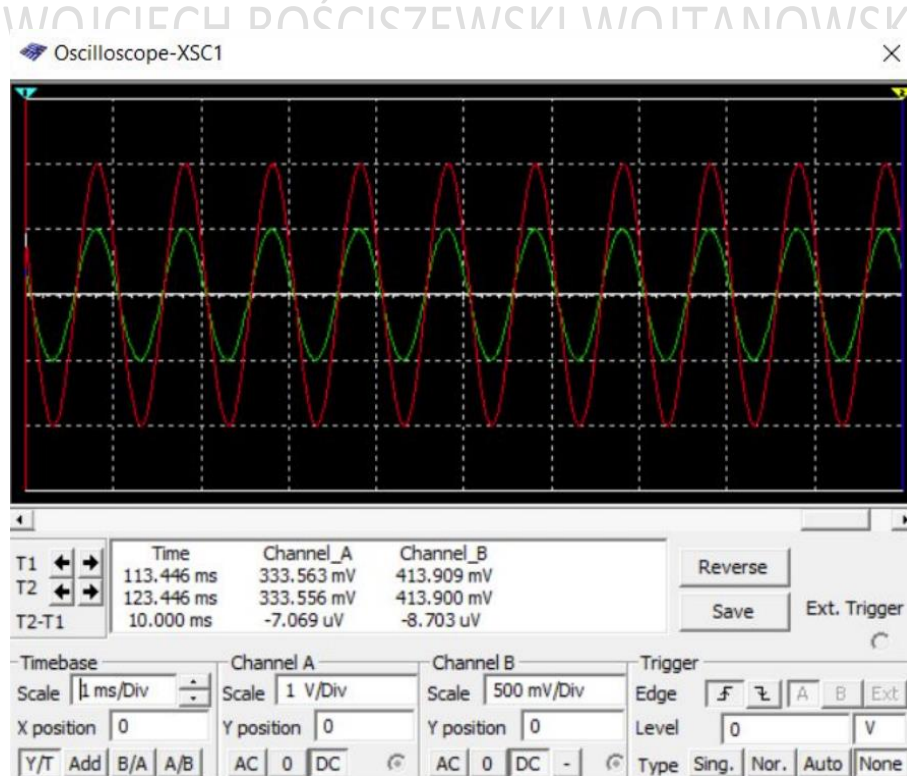 WOJCIECH ROŚCISZEWSKI WOJTANOWSK
Oscilloscope-XSC1
Time Channel_A Channel_B
T1 113.446 ms 333.563 mV 413.909 mV
T2 123.446 ms 333.556 mV 413.900 mV
T2-T1 10.000 ms -7.069 uV -8.703 uV
Reverse
Save
Ext. Trigger
Timebase
Scale 1 ms/Div
X position 0
Y/T Add B/A A/B
Channel A
Scale 1 V/Div
Y position 0
AC 0 DC
Channel B
Scale 500 mV/Div
Y position 0
AC 0 DC -
Trigger
Edge A B Ext
Level 0 V
Type Sing. Nor. Auto None